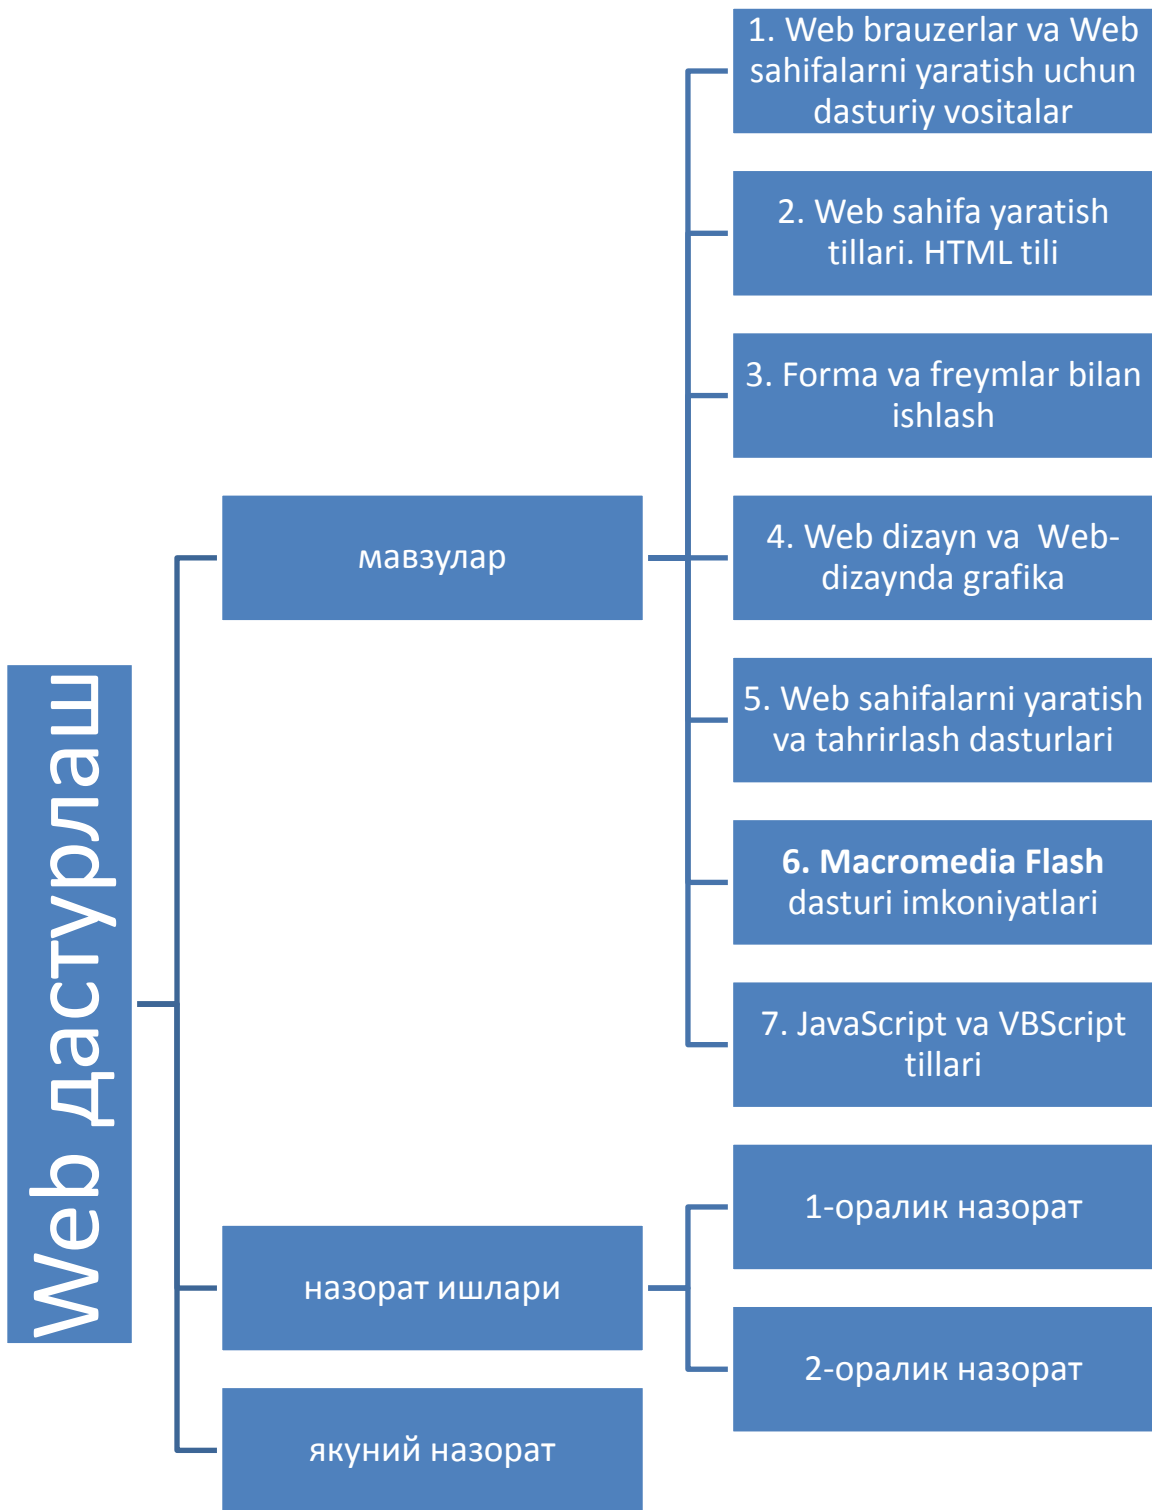 Web дастурлаш
мавзулар
1. Web brauzerlar va Web
sahifalarni yaratish uchun
dasturiy vositalar
2. Web sahifa yaratish
tillari. HTML tili
3. Forma va freymlar bilan
ishlash
4. Web dizayn va Web-
dizaynda grafika
5. Web sahifalarni yaratish
va tahrirlash dasturlari
6. Macromedia Flash
dasturi imkoniyatlari
7. JavaScript va VBScript
tillari
назорат ишлари
1-оралик назорат
2-оралик назорат
якуний назорат